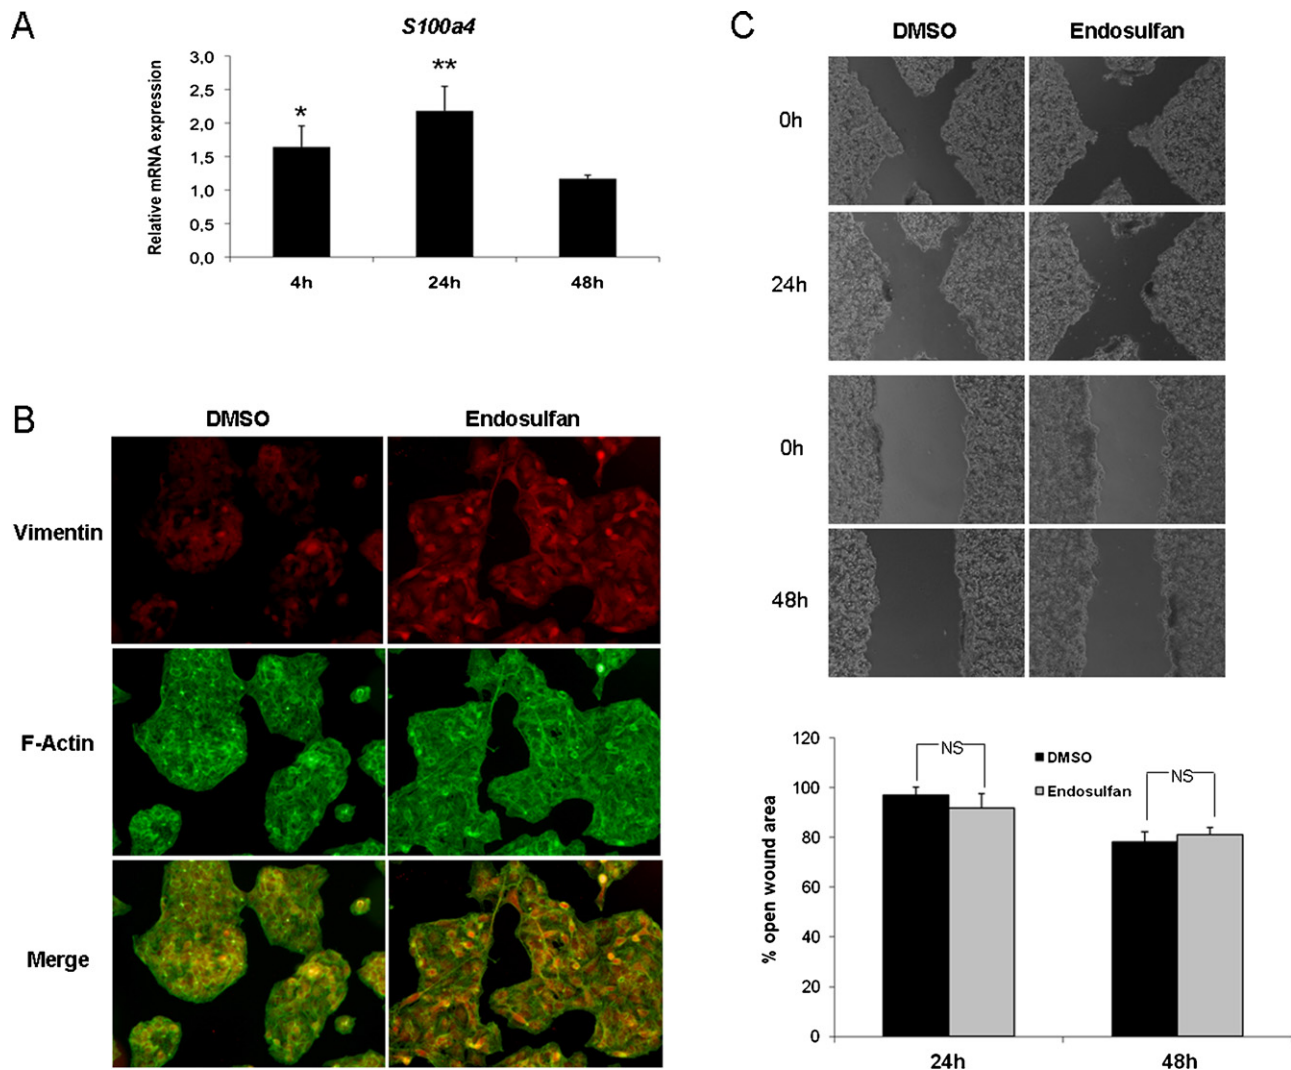 A
S100a4
Relative mRNA expression
3,0
2,5
2,0
1,5
1,0
0,5
0,0
*
**
4h
24h
48h
B
DMSO
Endosulfan
Vimentin
F-Actin
Merge
C
DMSO
Endosulfan
0h
24h
0h
48h
% open wound area
120
100
80
60
40
20
0
NS
NS
DMSO
Endosulfan
24h
48h